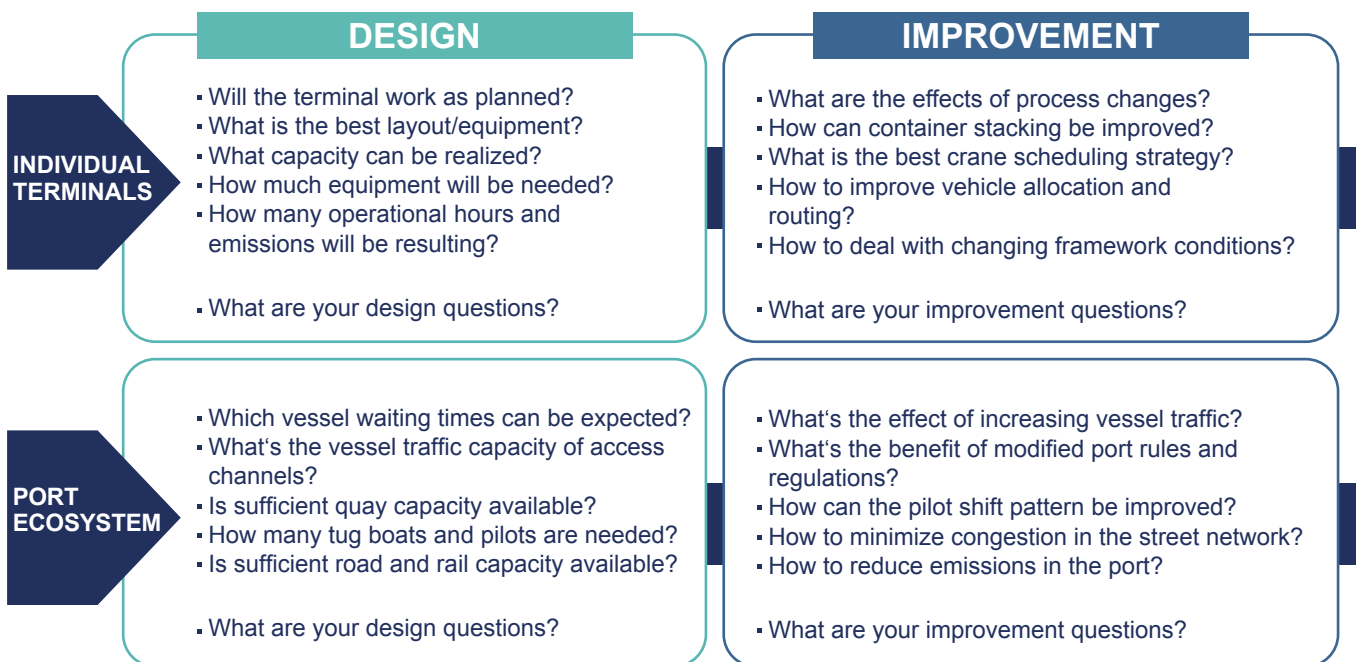 DESIGN
IMPROVEMENT
INDIVIDUAL
TERMINALS
▪ Will the terminal work as planned?
▪ What is the best layout/equipment?
▪ What capacity can be realized?
▪ How much equipment will be needed?
▪ How many operational hours and
emissions will be resulting?
▪ What are your design questions?
▪ What are the effects of process changes?
▪ How can container stacking be improved?
▪ What is the best crane scheduling strategy?
▪ How to improve vehicle allocation and
routing?
▪ How to deal with changing framework conditions?
▪ What are your improvement questions?
PORT
ECOSYSTEM
▪ Which vessel waiting times can be expected?
▪ What‘s the vessel traffic capacity of access
channels?
▪ Is sufficient quay capacity available?
▪ How many tug boats and pilots are needed?
▪ Is sufficient road and rail capacity available?
▪ What are your design questions?
▪ What‘s the effect of increasing vessel traffic?
▪ What‘s the benefit of modified port rules and
regulations?
▪ How can the pilot shift pattern be improved?
▪ How to minimize congestion in the street network?
▪ How to reduce emissions in the port?
▪ What are your improvement questions?